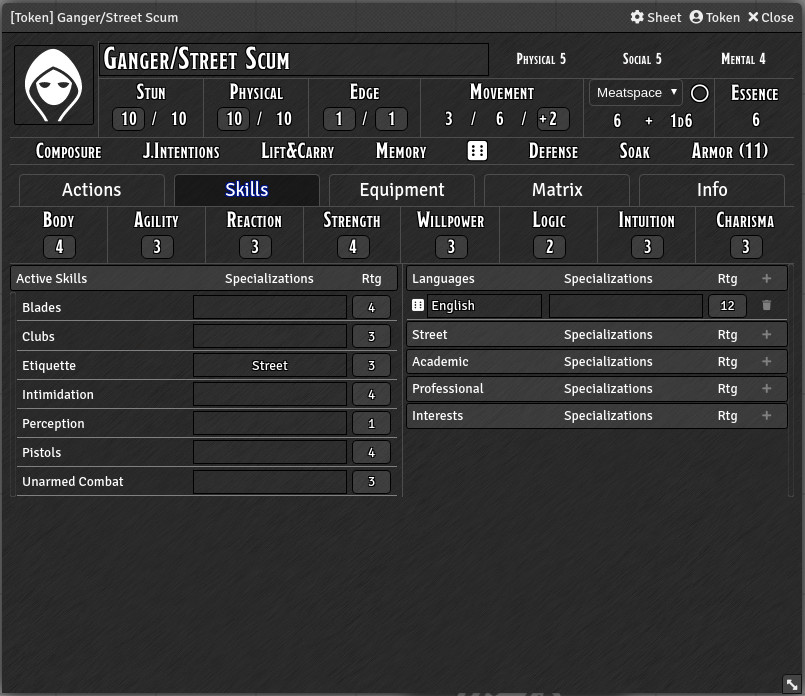 [Token] Ganger/Street Scum Sheet Token Close
Ganger/Street Scum Physical 5 Social 5 Mental 4
Stun Physical Edge Movement Meatspace Essence
10 / 10 10 / 10 1 / 1 3 / 6 / +2 6 + 1d6 6
Composure J.Intentions Lift&Carry Memory Defense Soak Armor (11)
Actions Skills Equipment Matrix Info
Body Agility Reaction Strength Willpower Logic Intuition Charisma
4 3 3 4 3 2 3 3
Active Skills Specializations Rtg
Blades 4
Clubs 3
Etiquette Street 3
Intimidation 4
Perception 1
Pistols 4
Unarmed Combat 3
Languages Specializations Rtg +
English 12
Street Specializations Rtg +
Academic Specializations Rtg +
Professional Specializations Rtg +
Interests Specializations Rtg +